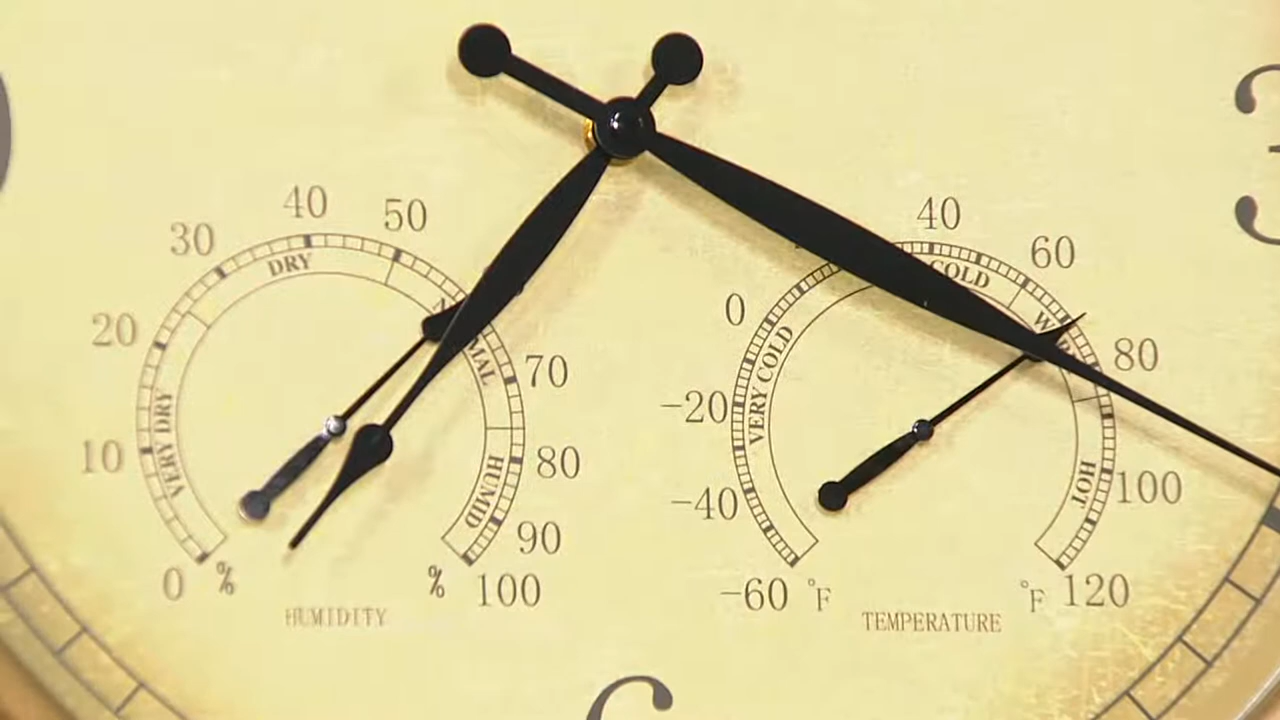 3
40
50
30
20
10
70
80
90
0 % % 100
DRY
VERY DRY
HUMID
HUMIDITY
40
60
0
80
-20
100
-40
-60 °F °F 120
COLD
VERY COLD
HOT
TEMPERATURE